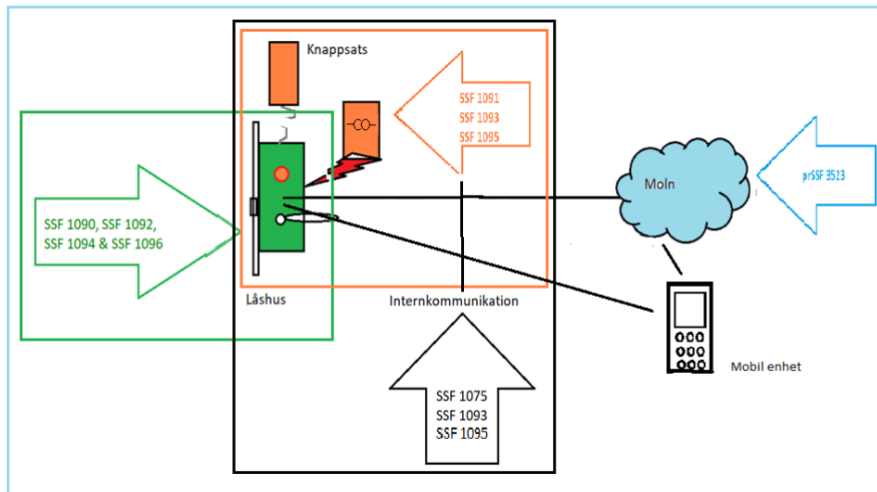 Knappsats
SSF 1091
SSF 1093
SSF 1095
Moln
prSSF 3523
SSF 1090, SSF 1092,
SSF 1094 & SSF 1096
Låshus
Internkommunikation
Mobil enhet
SSF 1075
SSF 1093
SSF 1095